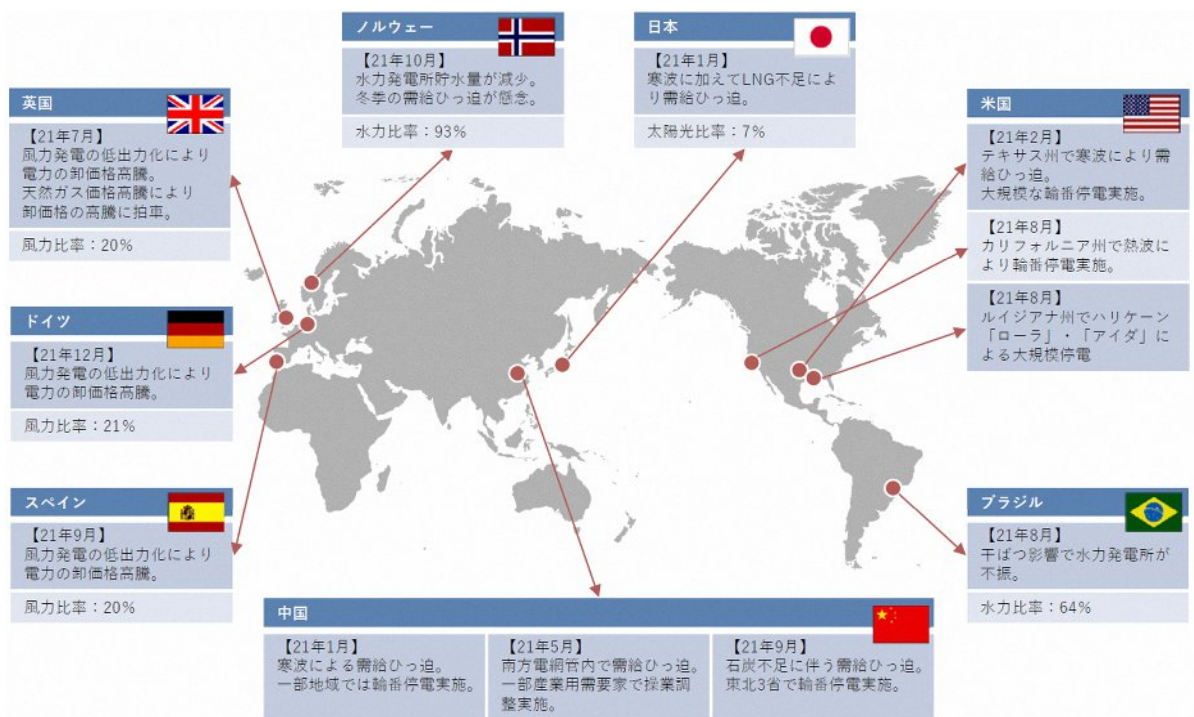 ノルウェー
【21年10月】
水力発電所貯水量が減少。
冬季の需給ひっ迫が懸念。
水力比率:93%
日本
【21年1月】
寒波に加えてLNG不足によ
り需給ひっ迫。
太陽光比率:7%
英国
【21年7月】
風力発電の低出力化により
電力の卸価格高騰。
天然ガス価格高騰により
卸価格の高騰に拍車。
風力比率:20%
米国
【21年2月】
テキサス州で寒波により需
給ひっ迫。
大規模な輪番停電実施。
【21年8月】
カリフォルニア州で熱波に
より輪番停電実施。
【21年8月】
ルイジアナ州でハリケーン
「ローラ」・「アイダ」に
よる大規模停電
ドイツ
【21年12月】
風力発電の低出力化により
電力の卸価格高騰。
風力比率:21%
スペイン
【21年9月】
風力発電の低出力化により
電力の卸価格高騰。
風力比率:20%
ブラジル
【21年8月】
干ばつ影響で水力発電所が
不振。
水力比率:64%
中国
【21年1月】
寒波による需給ひっ迫。
一部地域では輪番停電実施。
【21年5月】
南方電網管内で需給ひっ迫。
一部産業用需要家で操業調
整実施。
【21年9月】
石炭不足に伴う需給ひっ迫。
東北3省で輪番停電実施。